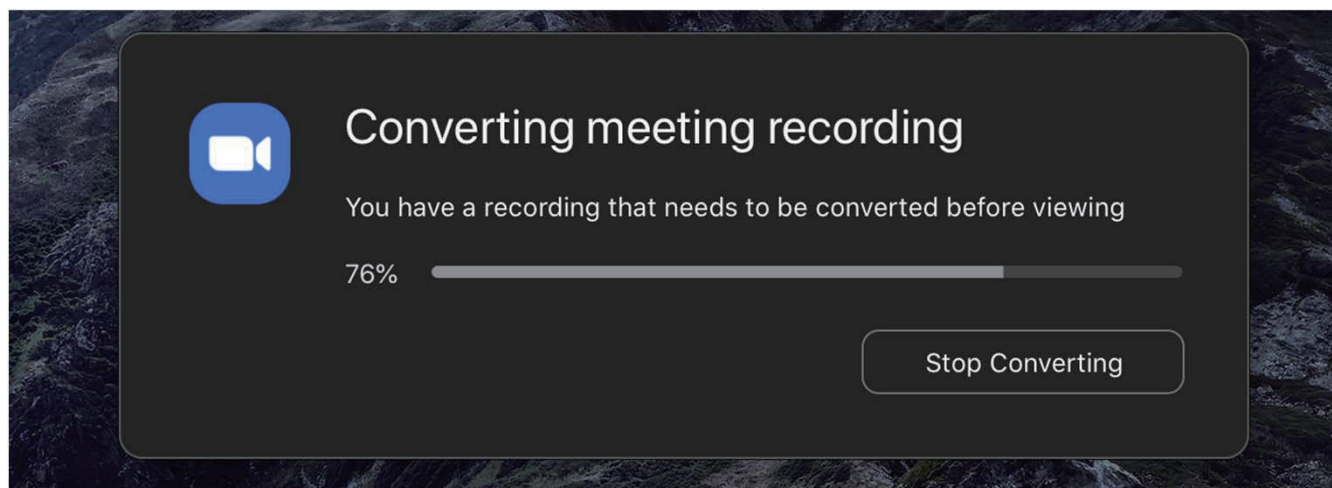 Converting meeting recording
You have a recording that needs to be converted before viewing
76%
Stop Converting